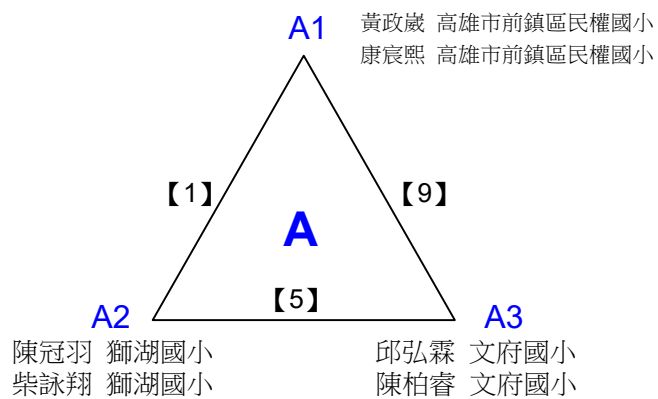 A1
黃政崴 高雄市前鎮區民權國小
康宸熙 高雄市前鎮區民權國小
【1】
【9】
A
【5】
A2
A3
陳冠羽 獅湖國小
柴詠翔 獅湖國小
邱弘霖 文府國小
陳柏睿 文府國小